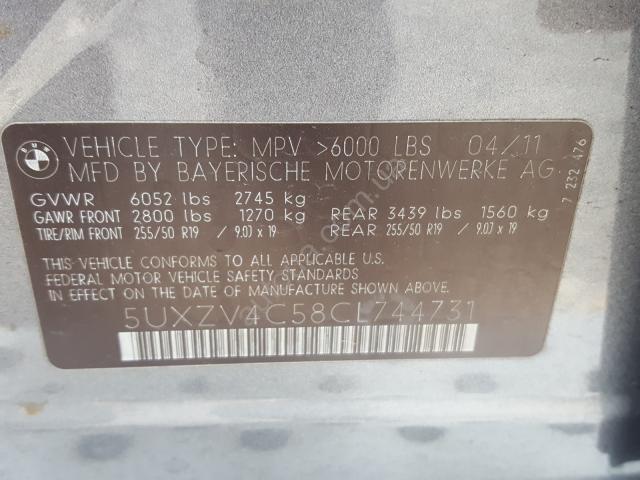 BMW
VEHICLE TYPE: MPV >6000 LBS 04/11
MFD BY BAYERISCHE MOTORENWERKE AG
GVWR 6052 lbs 2745 kg
GAWR FRONT 2800 lbs 1270 kg REAR 3439 lbs 1560 kg
TIRE/RIM FRONT 255/50 R19 / 9.0J x 19 REAR 255/50 R19 / 9.0J x 19
THIS VEHICLE CONFORMS TO ALL APPLICABLE U.S.
FEDERAL MOTOR VEHICLE SAFETY STANDARDS
IN EFFECT ON THE DATE OF MANUFACTURE SHOWN ABOVE.
5UXZV4C58CL744731
7 232 476